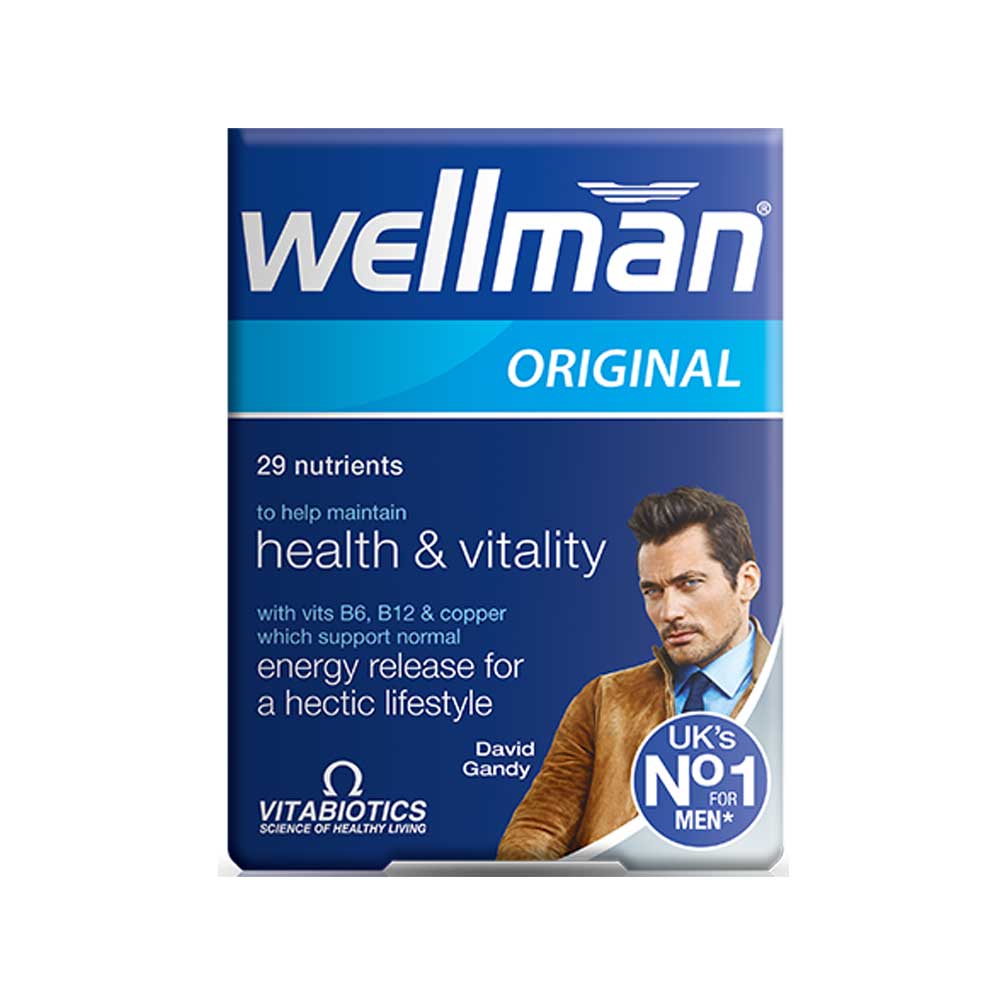 wellman®
ORIGINAL
29 nutrients
to help maintain
health & vitality
with vits B6, B12 & copper
which support normal
energy release for
a hectic lifestyle
David
Gandy
UK's
No1
FOR
MEN*
VITABIOTICS
SCIENCE OF HEALTHY LIVING